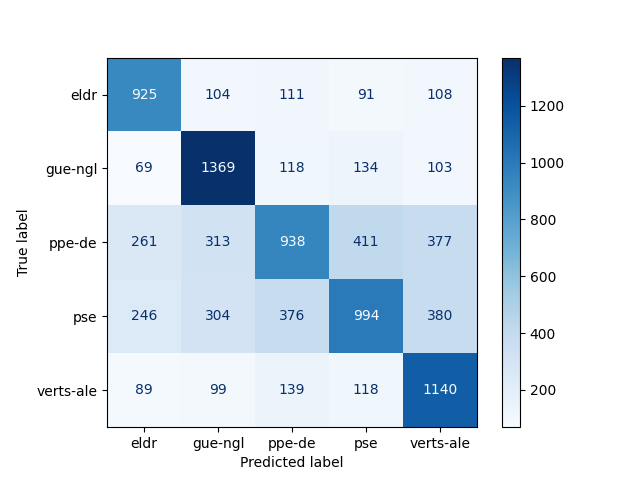 eldr 925 104 111 91 108
gue-ngl 69 1369 118 134 103
ppe-de 261 313 938 411 377
pse 246 304 376 994 380
verts-ale 89 99 139 118 1140
eldr gue-ngl ppe-de pse verts-ale
Predicted label
True label
1200
1000
800
600
400
200